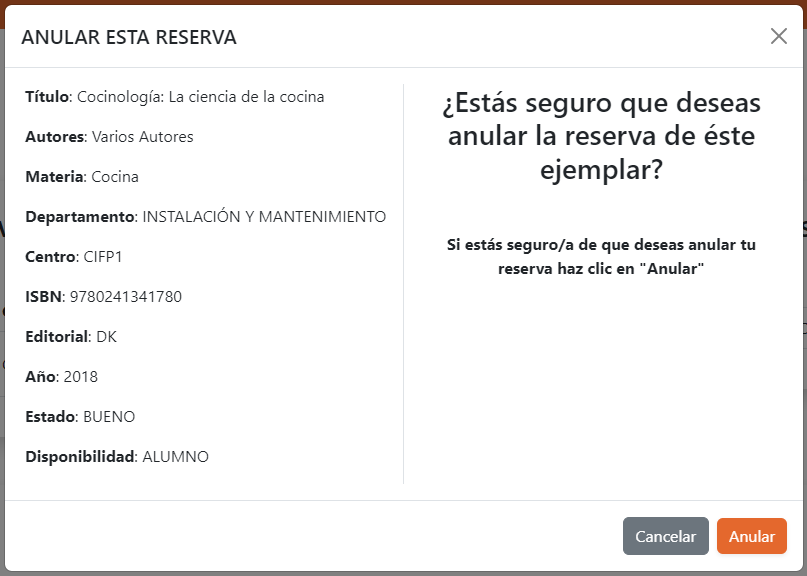 ANULAR ESTA RESERVA
Título: Cocinología: La ciencia de la cocina
Autores: Varios Autores
Materia: Cocina
Departamento: INSTALACIÓN Y MANTENIMIENTO
Centro: CIFP1
ISBN: 9780241341780
Editorial: DK
Año: 2018
Estado: BUENO
Disponibilidad: ALUMNO
¿Estás seguro que deseas
anular la reserva de éste
ejemplar?
Si estás seguro/a de que deseas anular tu
reserva haz clic en "Anular"
Cancelar
Anular